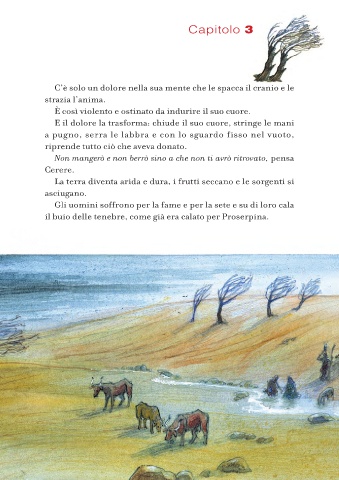 Capitolo 3
C'è solo un dolore nella sua mente che le spacca il cranio e le
strazia l'anima.
È così violento e ostinato da indurire il suo cuore.
E il dolore la trasforma: chiude il suo cuore, stringe le mani
a pugno, serra le labbra e con lo sguardo fisso nel vuoto,
riprende tutto ciò che aveva donato.
Non mangerò e non berrò sino a che non ti avrò ritrovato, pensa
Cerere.
La terra diventa arida e dura, i frutti seccano e le sorgenti si
asciugano.
Gli uomini soffrono per la fame e per la sete e su di loro cala
il buio delle tenebre, come già era calato per Proserpina.